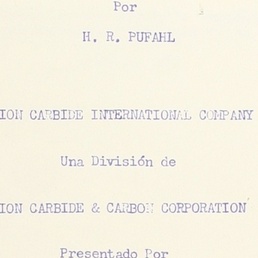 Por
H. R. PUFAHL
ION CARBIDE INTERNATIONAL COMPANY
Una División de
ION CARBIDE & CARBON CORPORATION
Presentado Por